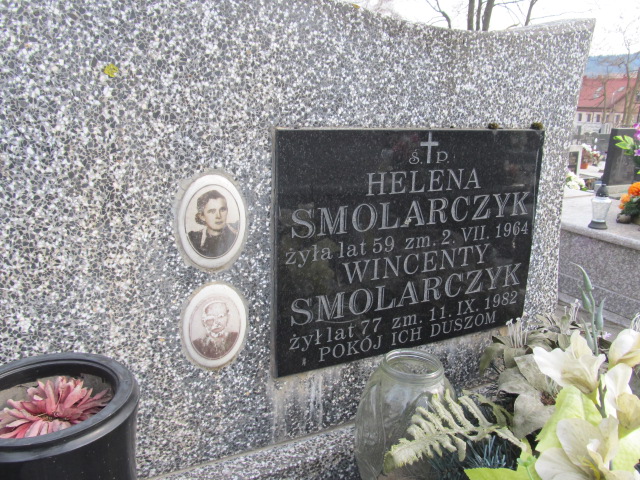 Ś. P.
HELENA
SMOLARCZYK
żyła lat 59 zm. 2. VII. 1964
WINCENTY
SMOLARCZYK
żył lat 77 zm. 11. IX. 1982
POKÓJ ICH DUSZOM